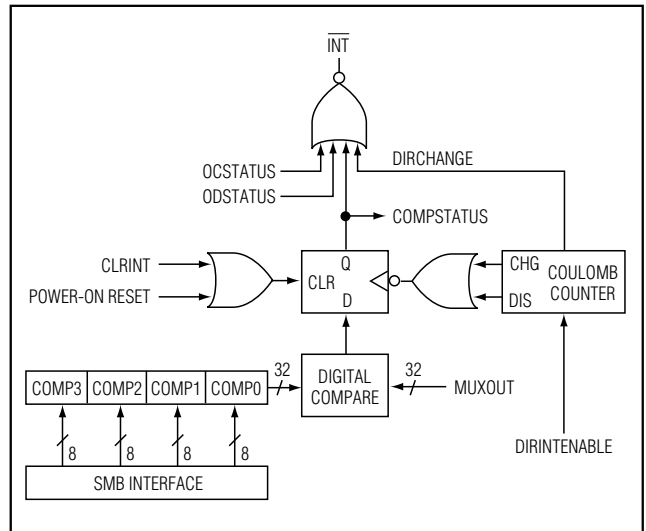 INT
DIRCHANGE
OCSTATUS
ODSTATUS
COMPSTATUS
CLRINT
POWER-ON RESET
Q
CLR
D
CHG
DIS
COULOMB
COUNTER
COMP3 COMP2 COMP1 COMP0
32
DIGITAL
COMPARE
32
MUXOUT
8 8 8 8
DIRINTENABLE
SMB INTERFACE